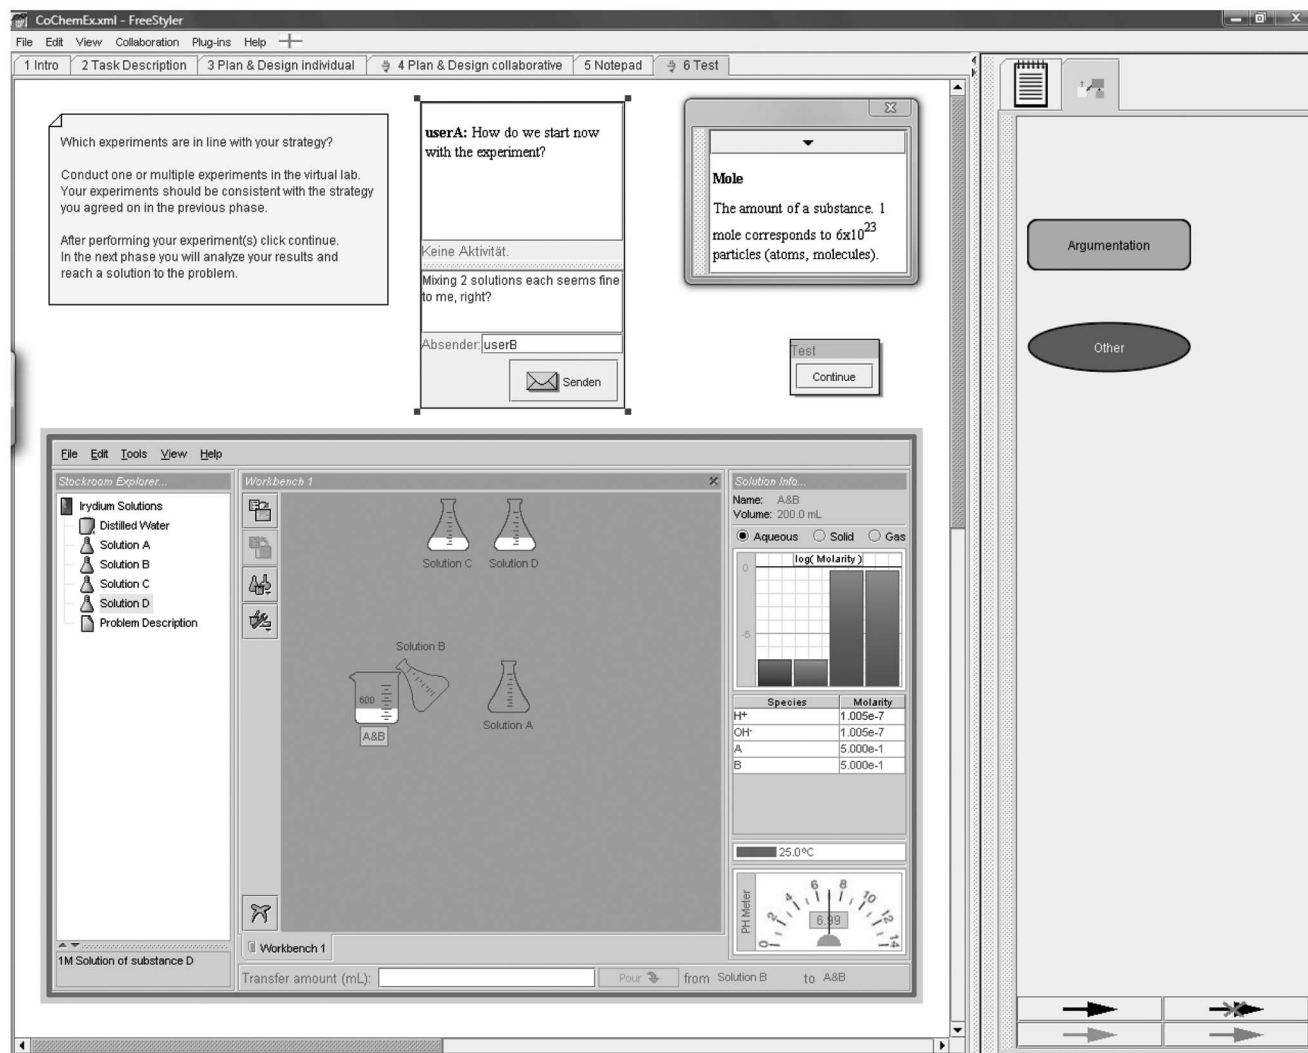 CoChemEx.xml - FreeStyler
File Edit View Collaboration Plug-ins Help
1 Intro 2 Task Description 3 Plan & Design individual 4 Plan & Design collaborative 5 Notepad 6 Test
Which experiments are in line with your strategy?
Conduct one or multiple experiments in the virtual lab.
Your experiments should be consistent with the strategy
you agreed on in the previous phase.
After performing your experiment(s) click continue.
In the next phase you will analyze your results and
reach a solution to the problem.
userA: How do we start now
with the experiment?
Keine Aktivität.
Mixing 2 solutions each seems fine
to me, right?
Absender: userB
Senden
Mole
The amount of a substance. 1
mole corresponds to 6x10²³
particles (atoms, molecules).
Test
Continue
Argumentation
Other
File Edit Tools View Help
Stockroom Explorer...
Irydium Solutions
Distilled Water
Solution A
Solution B
Solution C
Solution D
Problem Description
1M Solution of substance D
Workbench 1
Solution C Solution D
Solution B
600
A&B
Solution A
Workbench 1
Transfer amount (mL): Pour from Solution B to A&B
Solution Info...
Name: A&B
Volume: 200.0 mL
Aqueous Solid Gas
log( Molarity )
0
-5
Species Molarity
H+ 1.005e-7
OH- 1.005e-7
A 5.000e-1
B 5.000e-1
25.0ºC
PH Meter
0 2 4 6 8 10 12 14
6.99